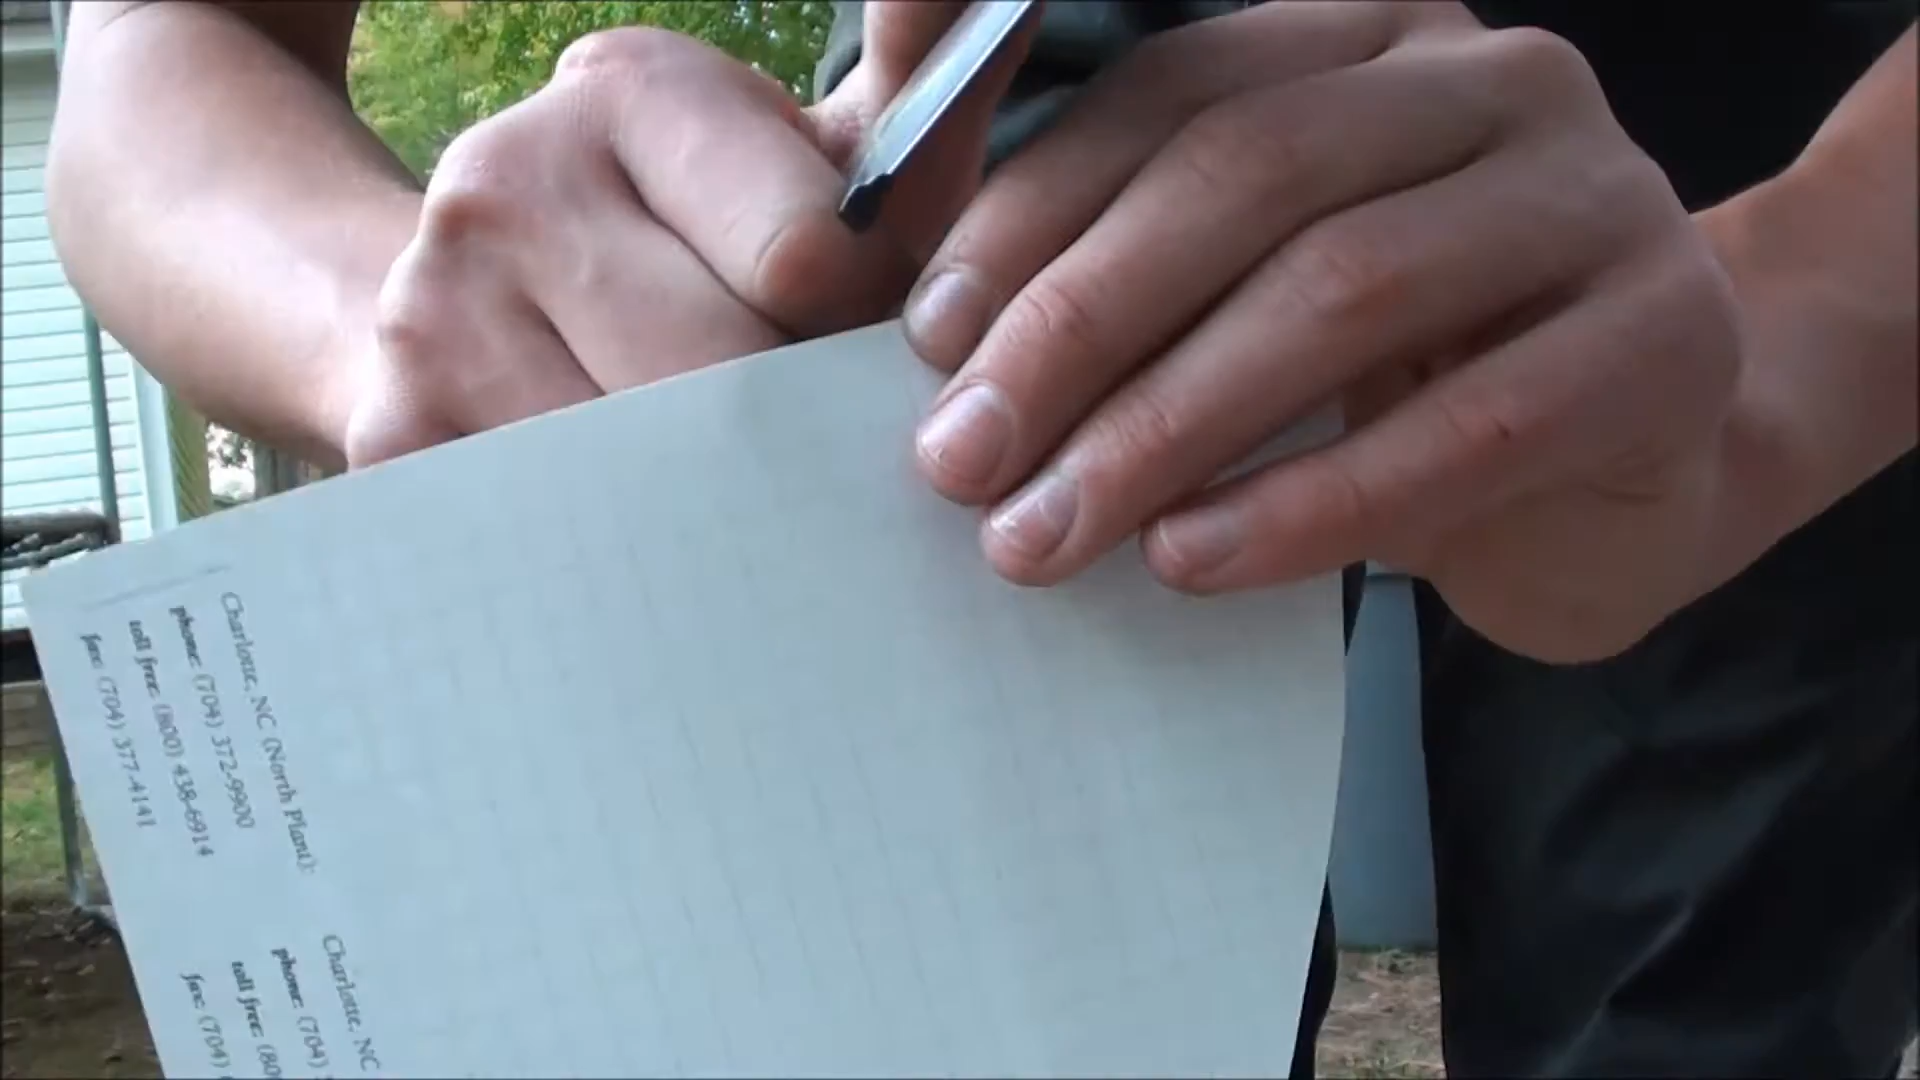 Charlotte, NC (North Plant):
phone: (704) 372-9900
toll free: (800) 438-6914
fax: (704) 377-4141
Charlotte, NC
phone: (704)
toll free: (80
fax: (704)